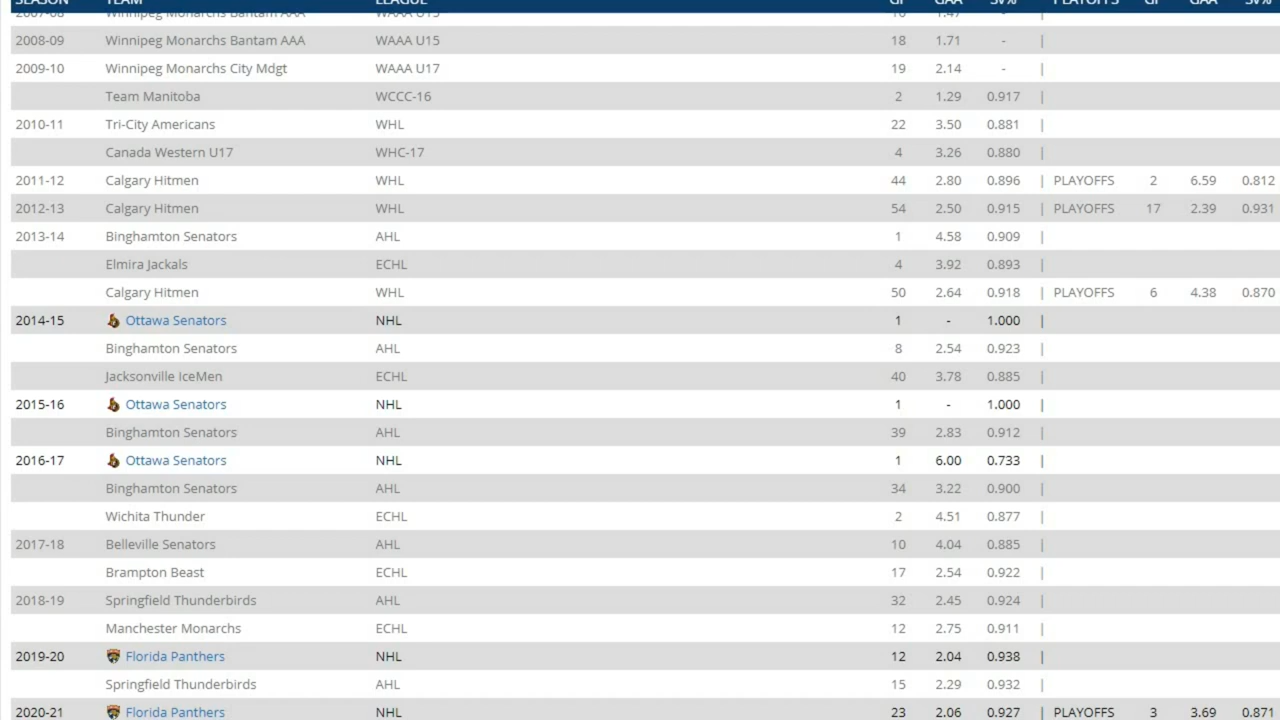 SEASON TEAM LEAGUE GP GAA SV% PLAYOFFS GP GAA SV%
2007-08 Winnipeg Monarchs Bantam AAA WAAA U15 16 1.47 - |
2008-09 Winnipeg Monarchs Bantam AAA WAAA U15 18 1.71 - |
2009-10 Winnipeg Monarchs City Mdgt WAAA U17 19 2.14 - |
Team Manitoba WCCC-16 2 1.29 0.917 |
2010-11 Tri-City Americans WHL 22 3.50 0.881 |
Canada Western U17 WHC-17 4 3.26 0.880 |
2011-12 Calgary Hitmen WHL 44 2.80 0.896 | PLAYOFFS 2 6.59 0.812
2012-13 Calgary Hitmen WHL 54 2.50 0.915 | PLAYOFFS 17 2.39 0.931
2013-14 Binghamton Senators AHL 1 4.58 0.909 |
Elmira Jackals ECHL 4 3.92 0.893 |
Calgary Hitmen WHL 50 2.64 0.918 | PLAYOFFS 6 4.38 0.870
2014-15 Ottawa Senators NHL 1 - 1.000 |
Binghamton Senators AHL 8 2.54 0.923 |
Jacksonville IceMen ECHL 40 3.78 0.885 |
2015-16 Ottawa Senators NHL 1 - 1.000 |
Binghamton Senators AHL 39 2.83 0.912 |
2016-17 Ottawa Senators NHL 1 6.00 0.733 |
Binghamton Senators AHL 34 3.22 0.900 |
Wichita Thunder ECHL 2 4.51 0.877 |
2017-18 Belleville Senators AHL 10 4.04 0.885 |
Brampton Beast ECHL 17 2.54 0.922 |
2018-19 Springfield Thunderbirds AHL 32 2.45 0.924 |
Manchester Monarchs ECHL 12 2.75 0.911 |
2019-20 Florida Panthers NHL 12 2.04 0.938 |
Springfield Thunderbirds AHL 15 2.29 0.932 |
2020-21 Florida Panthers NHL 23 2.06 0.927 | PLAYOFFS 3 3.69 0.871